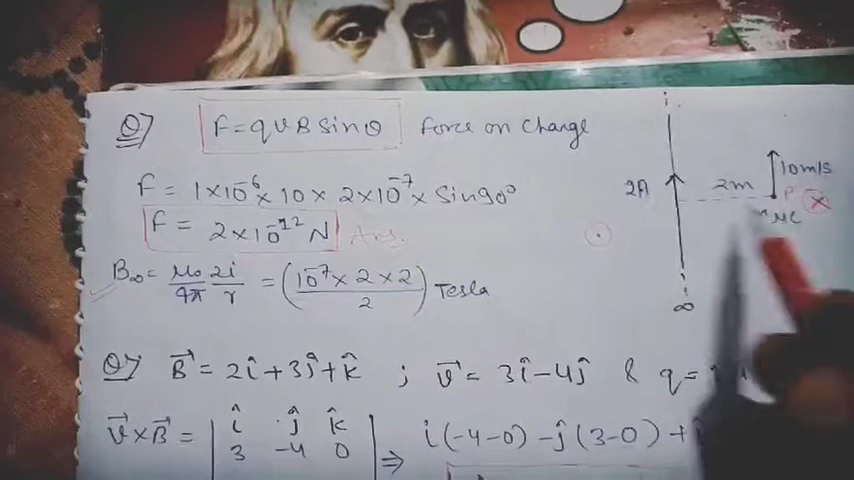 Q7 F = qvB sinθ Force on Charge
F = 1×10⁻⁶ × 10 × 2×10⁻⁷ × Sin90°
F = 2×10⁻¹² N Ans.
B∞ = μ₀/4π 2i/r = (10⁻⁷ × 2 × 2 / 2) Tesla
2A 2m 10m/s
P ×
μC
∞
Q7 B⃗ = 2î + 3ĵ + k̂ ; v⃗ = 3î − 4ĵ & q =
v⃗ × B⃗ = | î ĵ k̂ | ⇒ i(−4−0) − ĵ(3−0) +
3 −4 0